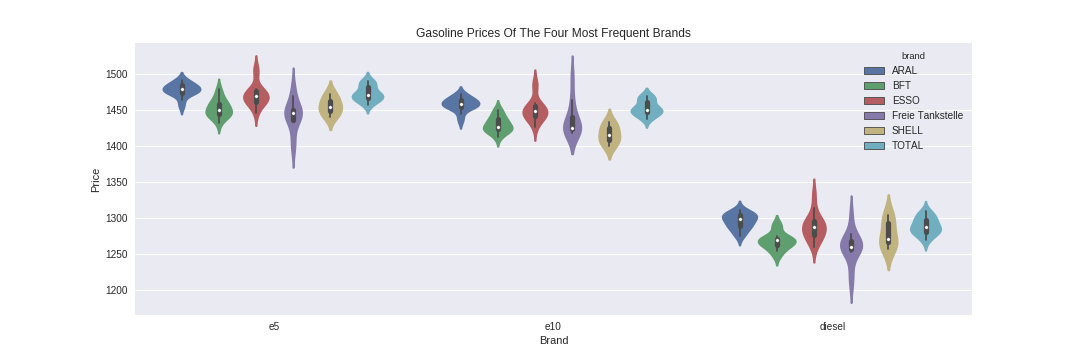 Gasoline Prices Of The Four Most Frequent Brands
brand
ARAL
BFT
ESSO
Freie Tankstelle
SHELL
TOTAL
Price
1500
1450
1400
1350
1300
1250
1200
e5
e10
diesel
Brand